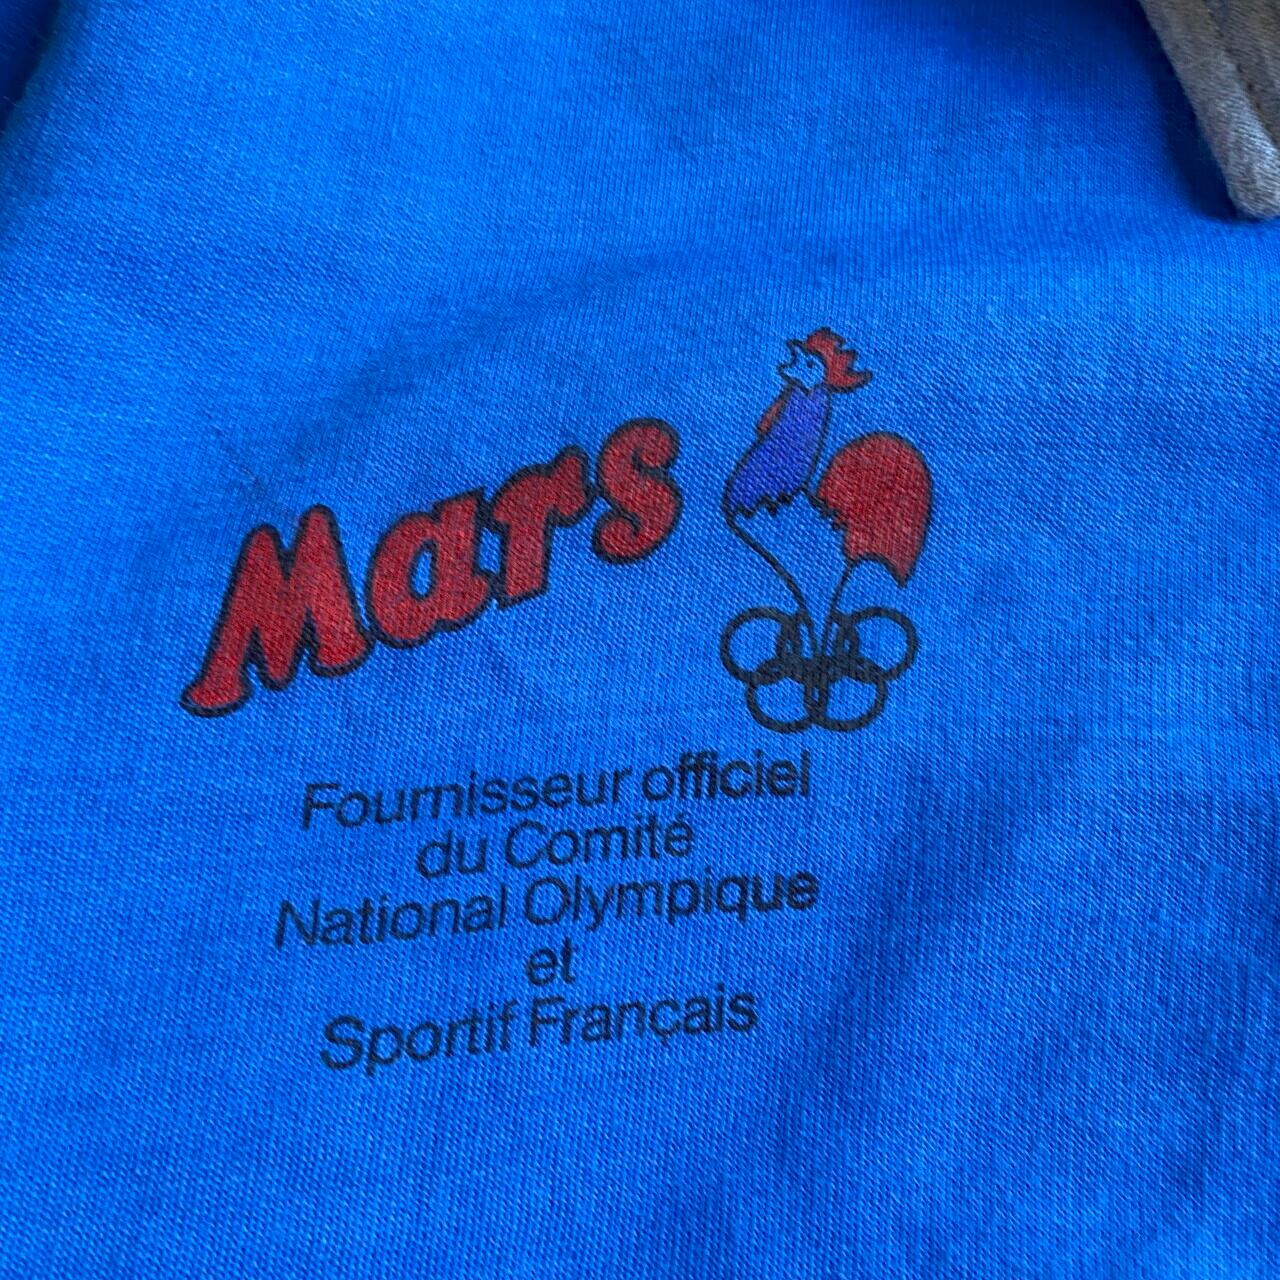 Mars
Fournisseur officiel
du Comité
National Olympique
et
Sportif Français